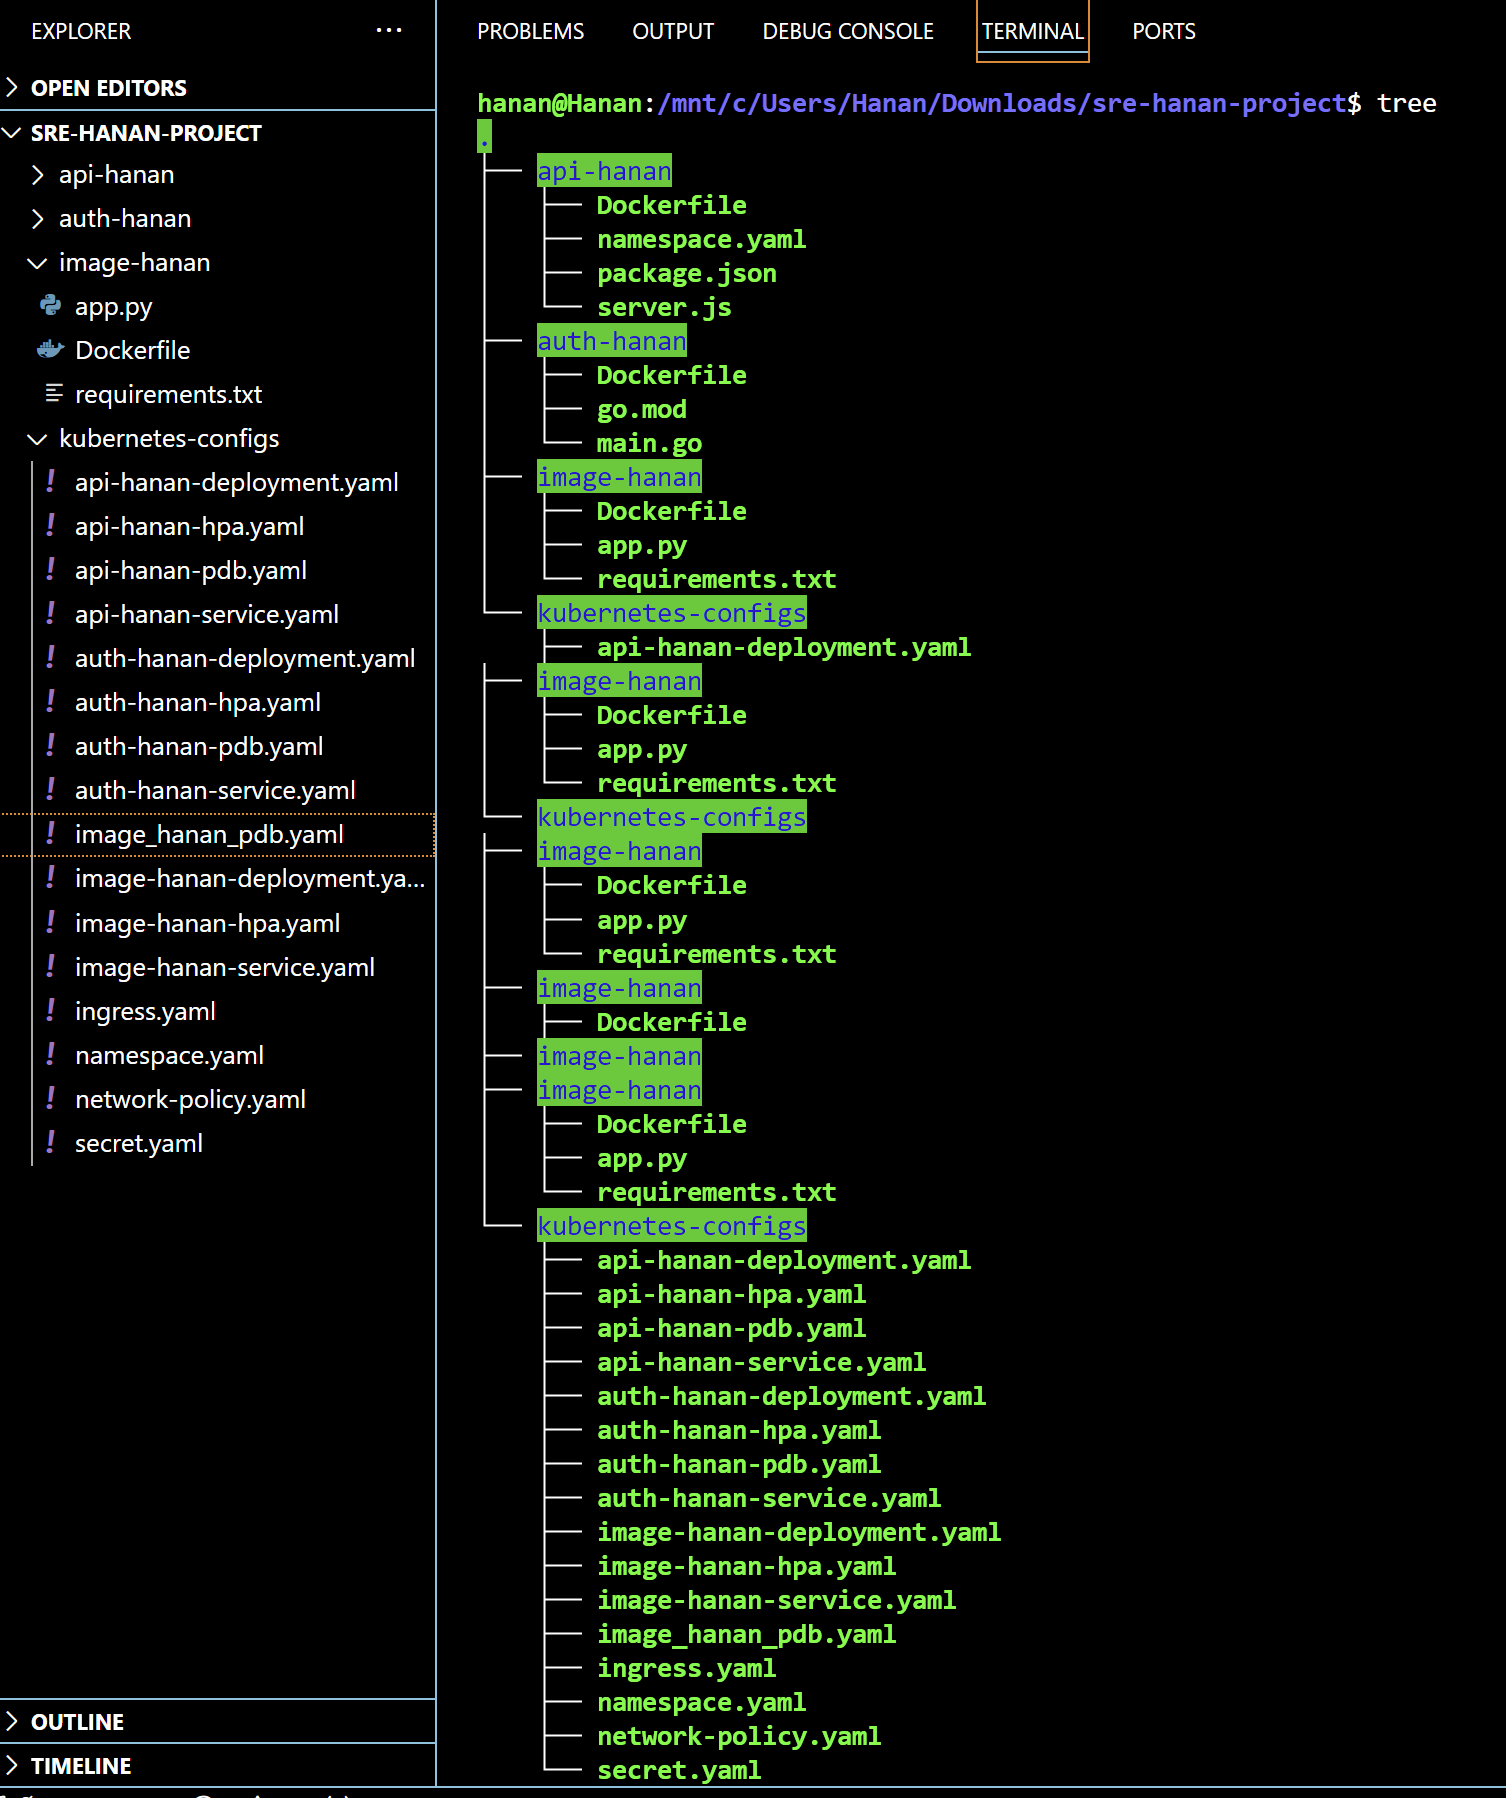 EXPLORER ...
OPEN EDITORS
SRE-HANAN-PROJECT
api-hanan
auth-hanan
image-hanan
app.py
Dockerfile
requirements.txt
kubernetes-configs
! api-hanan-deployment.yaml
! api-hanan-hpa.yaml
! api-hanan-pdb.yaml
! api-hanan-service.yaml
! auth-hanan-deployment.yaml
! auth-hanan-hpa.yaml
! auth-hanan-pdb.yaml
! auth-hanan-service.yaml
! image_hanan_pdb.yaml
! image-hanan-deployment.ya...
! image-hanan-hpa.yaml
! image-hanan-service.yaml
! ingress.yaml
! namespace.yaml
! network-policy.yaml
! secret.yaml
OUTLINE
TIMELINE
PROBLEMS OUTPUT DEBUG CONSOLE TERMINAL PORTS
hanan@Hanan:/mnt/c/Users/Hanan/Downloads/sre-hanan-project$ tree
.
├── api-hanan
│   ├── Dockerfile
│   ├── namespace.yaml
│   ├── package.json
│   └── server.js
├── auth-hanan
│   ├── Dockerfile
│   ├── go.mod
│   └── main.go
├── image-hanan
│   ├── Dockerfile
│   ├── app.py
│   └── requirements.txt
└── kubernetes-configs
    ├── api-hanan-deployment.yaml
├── image-hanan
│   ├── Dockerfile
│   ├── app.py
│   └── requirements.txt
└── kubernetes-configs
├── image-hanan
│   ├── Dockerfile
│   ├── app.py
│   └── requirements.txt
├── image-hanan
│   ├── Dockerfile
├── image-hanan
├── image-hanan
│   ├── Dockerfile
│   ├── app.py
│   └── requirements.txt
└── kubernetes-configs
    ├── api-hanan-deployment.yaml
    ├── api-hanan-hpa.yaml
    ├── api-hanan-pdb.yaml
    ├── api-hanan-service.yaml
    ├── auth-hanan-deployment.yaml
    ├── auth-hanan-hpa.yaml
    ├── auth-hanan-pdb.yaml
    ├── auth-hanan-service.yaml
    ├── image-hanan-deployment.yaml
    ├── image-hanan-hpa.yaml
    ├── image-hanan-service.yaml
    ├── image_hanan_pdb.yaml
    ├── ingress.yaml
    ├── namespace.yaml
    ├── network-policy.yaml
    └── secret.yaml